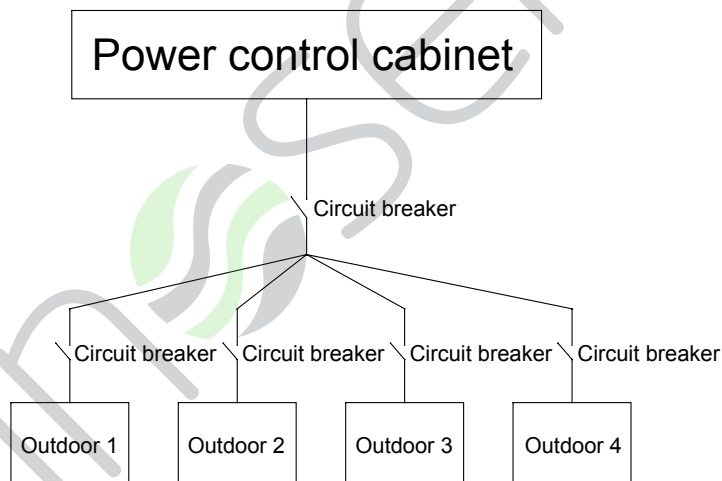 Power control cabinet
Circuit breaker
Circuit breaker Circuit breaker Circuit breaker Circuit breaker
Outdoor 1 Outdoor 2 Outdoor 3 Outdoor 4